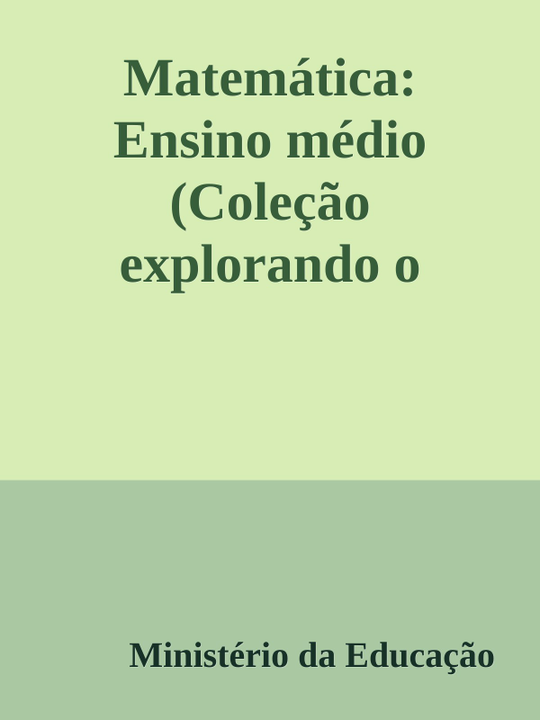 Matemática:
Ensino médio
(Coleção
explorando o
Ministério da Educação